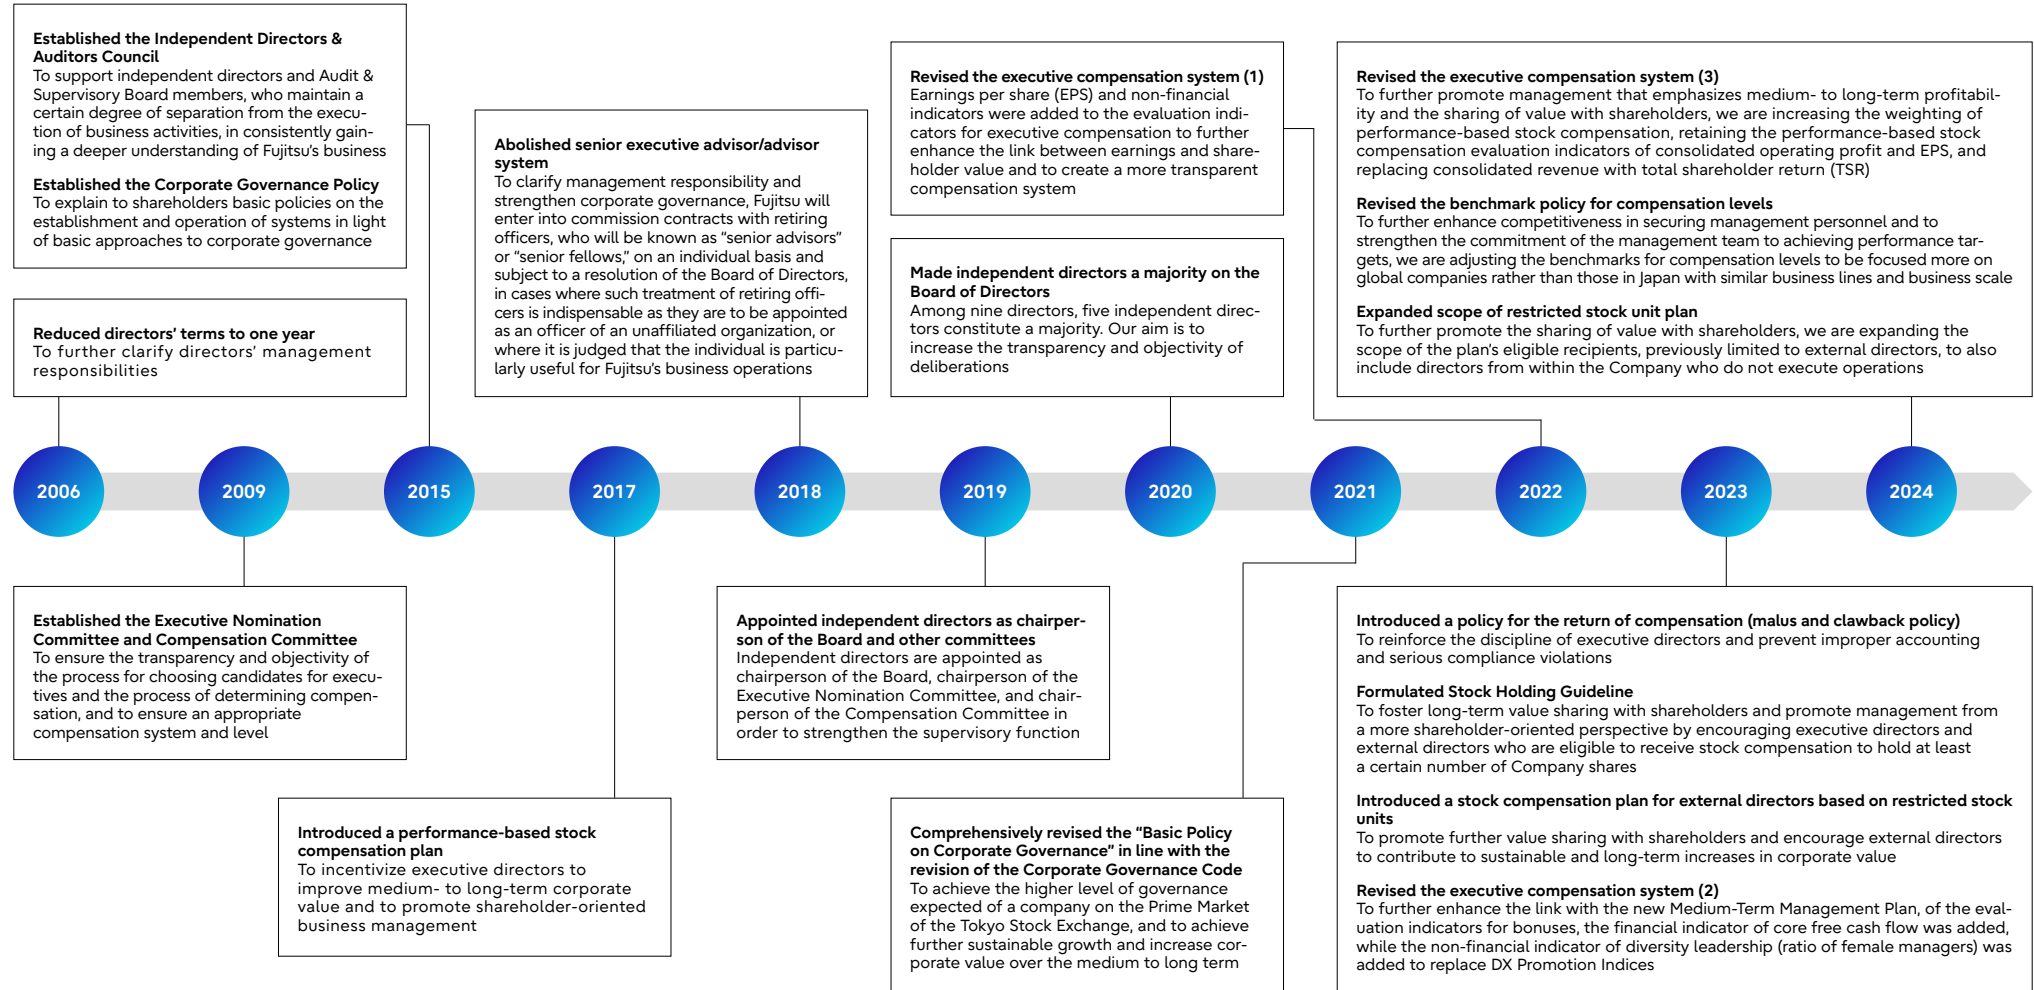 Established the Independent Directors &
Auditors Council
To support independent directors and Audit &
Supervisory Board members, who maintain a
certain degree of separation from the execu-
tion of business activities, in consistently gain-
ing a deeper understanding of Fujitsu's business
Established the Corporate Governance Policy
To explain to shareholders basic policies on the
establishment and operation of systems in light
of basic approaches to corporate governance
Reduced directors' terms to one year
To further clarify directors' management
responsibilities
Abolished senior executive advisor/advisor
system
To clarify management responsibility and
strengthen corporate governance, Fujitsu will
enter into commission contracts with retiring
officers, who will be known as "senior advisors"
or "senior fellows," on an individual basis and
subject to a resolution of the Board of Directors,
in cases where such treatment of retiring offi-
cers is indispensable as they are to be appointed
as an officer of an unaffiliated organization, or
where it is judged that the individual is particu-
larly useful for Fujitsu's business operations
Revised the executive compensation system (1)
Earnings per share (EPS) and non-financial
indicators were added to the evaluation indi-
cators for executive compensation to further
enhance the link between earnings and share-
holder value and to create a more transparent
compensation system
Made independent directors a majority on the
Board of Directors
Among nine directors, five independent direc-
tors constitute a majority. Our aim is to
increase the transparency and objectivity of
deliberations
Revised the executive compensation system (3)
To further promote management that emphasizes medium- to long-term profitabil-
ity and the sharing of value with shareholders, we are increasing the weighting of
performance-based stock compensation, retaining the performance-based stock
compensation evaluation indicators of consolidated operating profit and EPS, and
replacing consolidated revenue with total shareholder return (TSR)
Revised the benchmark policy for compensation levels
To further enhance competitiveness in securing management personnel and to
strengthen the commitment of the management team to achieving performance tar-
gets, we are adjusting the benchmarks for compensation levels to be focused more on
global companies rather than those in Japan with similar business lines and business scale
Expanded scope of restricted stock unit plan
To further promote the sharing of value with shareholders, we are expanding the
scope of the plan's eligible recipients, previously limited to external directors, to also
include directors from within the Company who do not execute operations
2006
2009
2015
2017
2018
2019
2020
2021
2022
2023
2024
Established the Executive Nomination
Committee and Compensation Committee
To ensure the transparency and objectivity of
the process for choosing candidates for execu-
tives and the process of determining compen-
sation, and to ensure an appropriate
compensation system and level
Introduced a performance-based stock
compensation plan
To incentivize executive directors to
improve medium- to long-term corporate
value and to promote shareholder-oriented
business management
Appointed independent directors as chairper-
son of the Board and other committees
Independent directors are appointed as
chairperson of the Board, chairperson of the
Executive Nomination Committee, and chair-
person of the Compensation Committee in
order to strengthen the supervisory function
Comprehensively revised the "Basic Policy
on Corporate Governance" in line with the
revision of the Corporate Governance Code
To achieve the higher level of governance
expected of a company on the Prime Market
of the Tokyo Stock Exchange, and to achieve
further sustainable growth and increase cor-
porate value over the medium to long term
Introduced a policy for the return of compensation (malus and clawback policy)
To reinforce the discipline of executive directors and prevent improper accounting
and serious compliance violations
Formulated Stock Holding Guideline
To foster long-term value sharing with shareholders and promote management from
a more shareholder-oriented perspective by encouraging executive directors and
external directors who are eligible to receive stock compensation to hold at least
a certain number of Company shares
Introduced a stock compensation plan for external directors based on restricted stock
units
To promote further value sharing with shareholders and encourage external directors
to contribute to sustainable and long-term increases in corporate value
Revised the executive compensation system (2)
To further enhance the link with the new Medium-Term Management Plan, of the eval-
uation indicators for bonuses, the financial indicator of core free cash flow was added,
while the non-financial indicator of diversity leadership (ratio of female managers) was
added to replace DX Promotion Indices